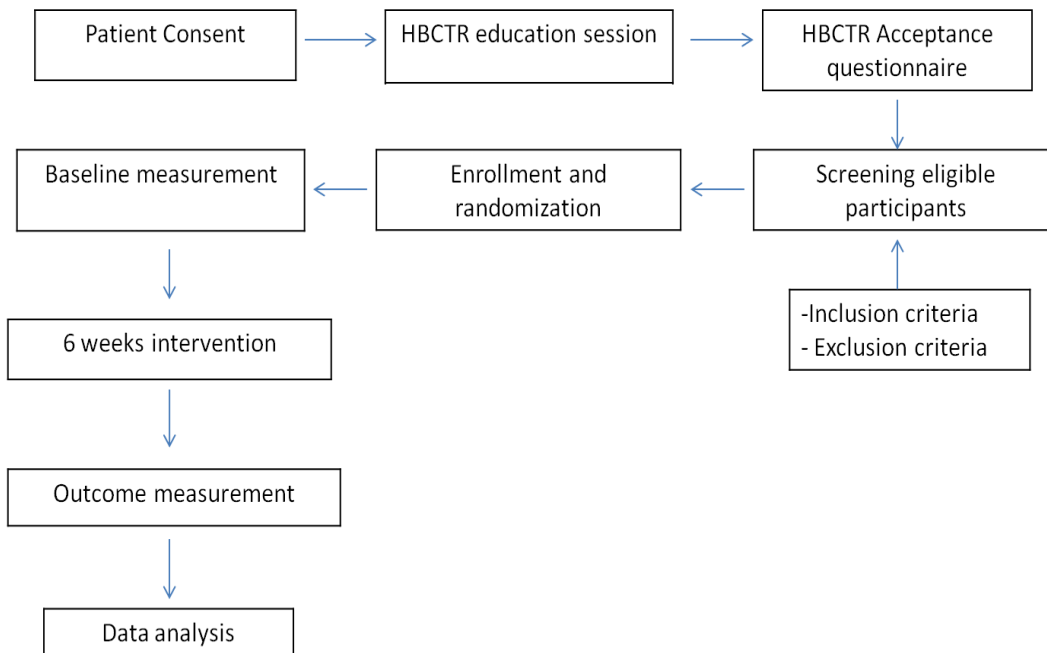 Patient Consent
HBCTR education session
HBCTR Acceptance
questionnaire
Baseline measurement
Enrollment and
randomization
Screening eligible
participants
-Inclusion criteria
- Exclusion criteria
6 weeks intervention
Outcome measurement
Data analysis